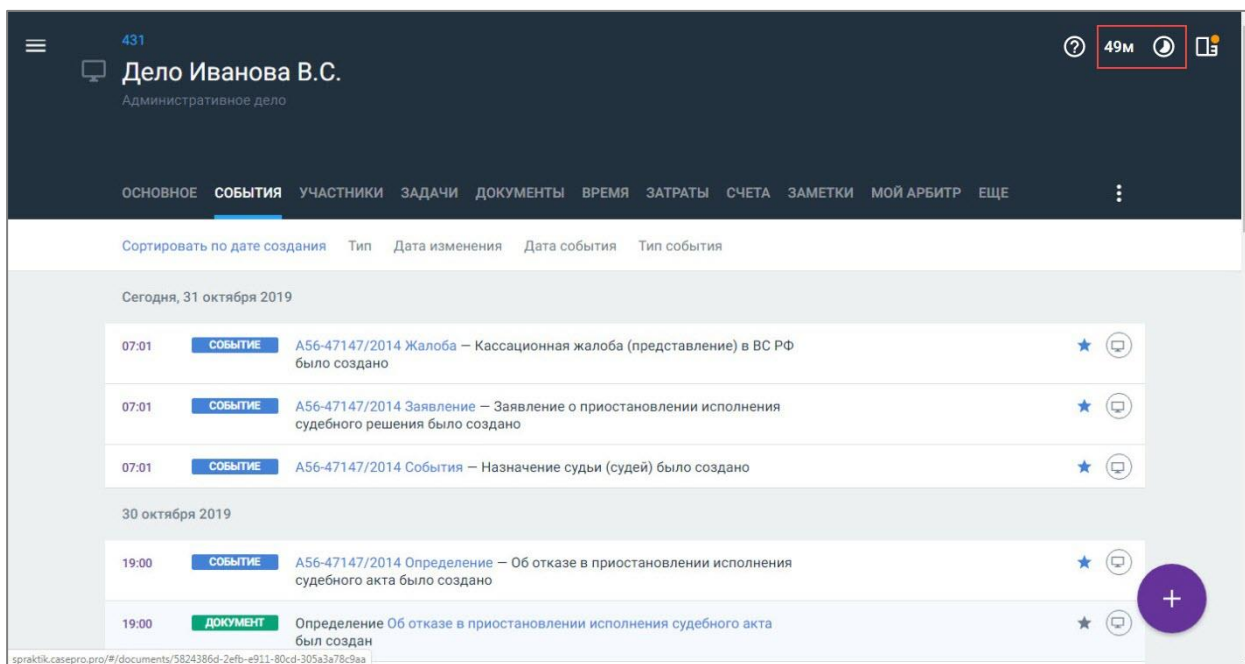 431
49м
Дело Иванова В.С.
Административное дело
ОСНОВНОЕ СОБЫТИЯ УЧАСТНИКИ ЗАДАЧИ ДОКУМЕНТЫ ВРЕМЯ ЗАТРАТЫ СЧЕТА ЗАМЕТКИ МОЙ АРБИТР ЕЩЕ
Сортировать по дате создания Тип Дата изменения Дата события Тип события
Сегодня, 31 октября 2019
07:01 СОБЫТИЕ А56-47147/2014 Жалоба — Кассационная жалоба (представление) в ВС РФ
было создано
07:01 СОБЫТИЕ А56-47147/2014 Заявление — Заявление о приостановлении исполнения
судебного решения было создано
07:01 СОБЫТИЕ А56-47147/2014 События — Назначение судьи (судей) было создано
30 октября 2019
19:00 СОБЫТИЕ А56-47147/2014 Определение — Об отказе в приостановлении исполнения
судебного акта было создано
19:00 ДОКУМЕНТ Определение Об отказе в приостановлении исполнения судебного акта
был создан
spraktik.casepro.pro/#/documents/5824386d-2efb-e911-80cd-305a3a78c9aa